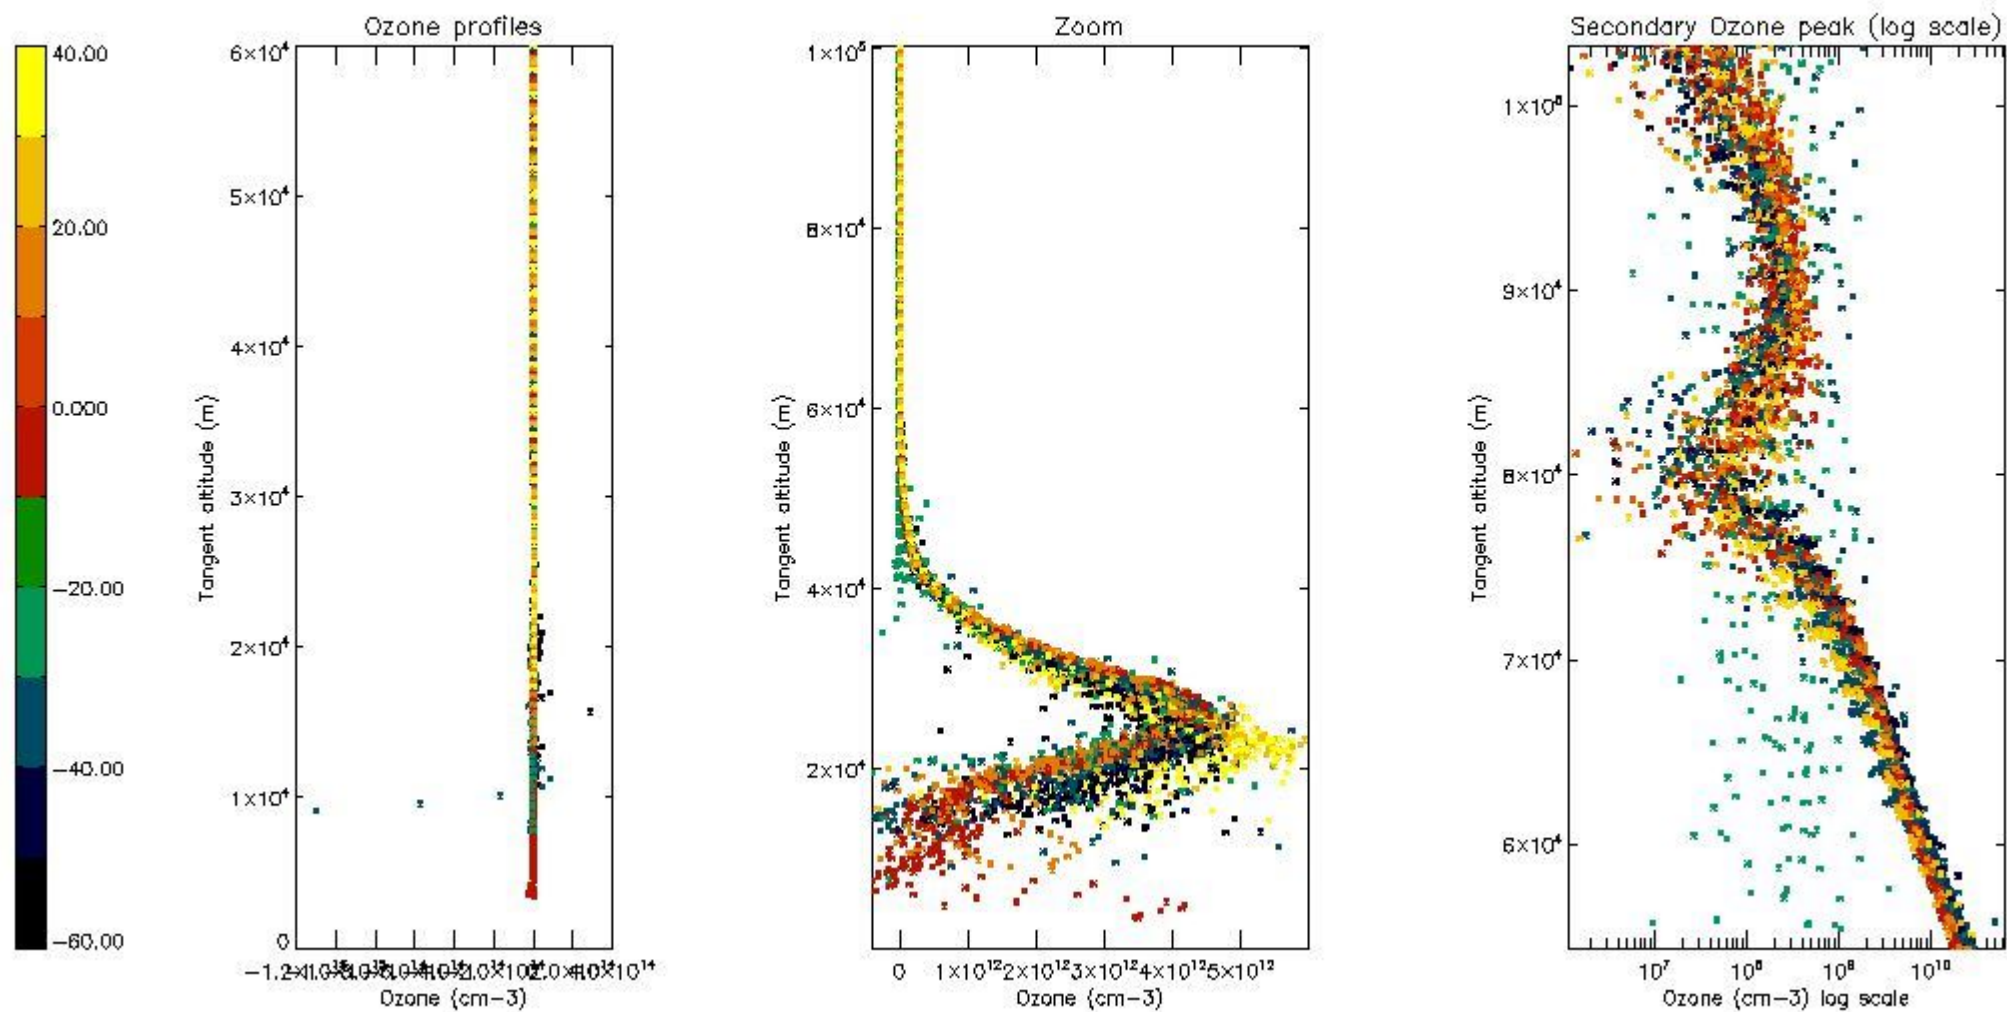 Ozone profiles
Zoom
Secondary Ozone peak (log scale)
40.00
20.00
0.000
-20.00
-40.00
-60.00
6×10⁴
5×10⁴
4×10⁴
3×10⁴
2×10⁴
1×10⁴
0
Tangent altitude (m)
Ozone (cm-3)
1×10⁵
8×10⁴
6×10⁴
4×10⁴
2×10⁴
Tangent altitude (m)
0 1×10¹² 2×10¹² 3×10¹² 4×10¹² 5×10¹²
Ozone (cm-3)
9×10⁴
8×10⁴
7×10⁴
6×10⁴
Tangent altitude (m)
10⁷ 10⁸ 10⁹ 10¹⁰
Ozone (cm-3) log scale